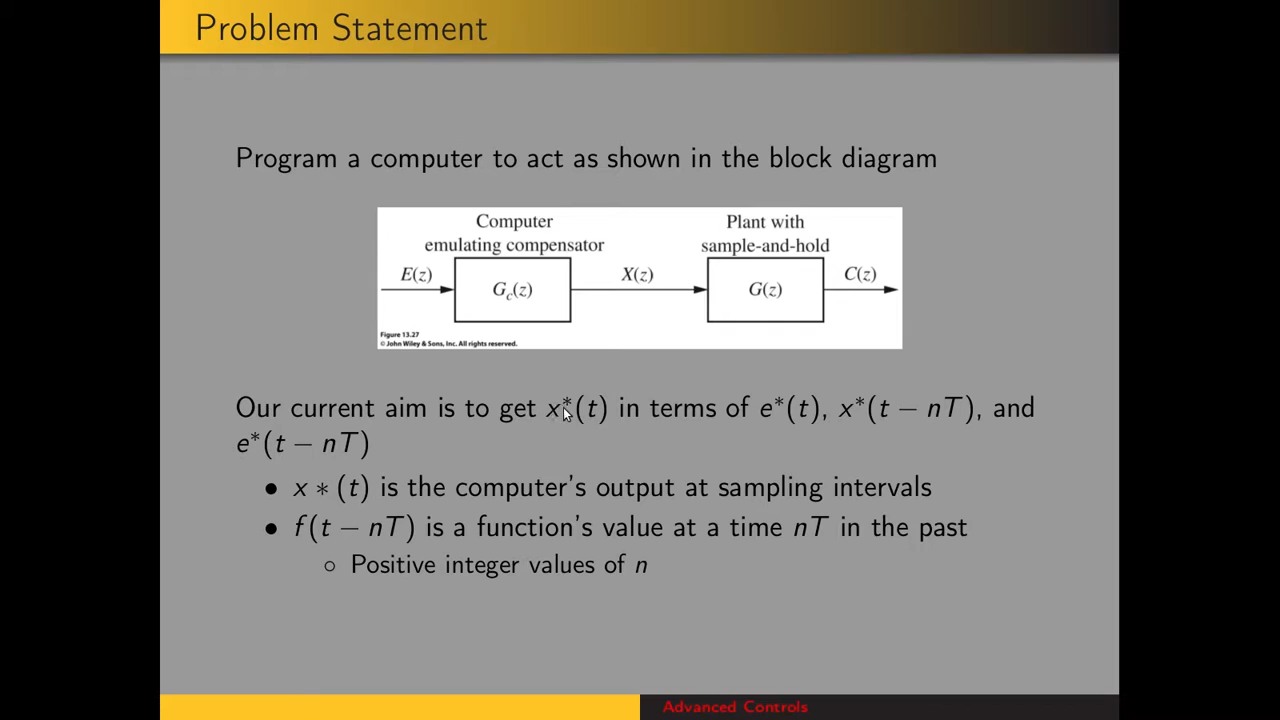 Problem Statement
Program a computer to act as shown in the block diagram
Computer
emulating compensator
Plant with
sample-and-hold
E(z)
G_c(z)
X(z)
G(z)
C(z)
Figure 13.27
© John Wiley & Sons, Inc. All rights reserved.
Our current aim is to get x*(t) in terms of e*(t), x*(t − nT), and
e*(t − nT)
• x ∗ (t) is the computer's output at sampling intervals
• f(t − nT) is a function's value at a time nT in the past
○ Positive integer values of n
Advanced Controls